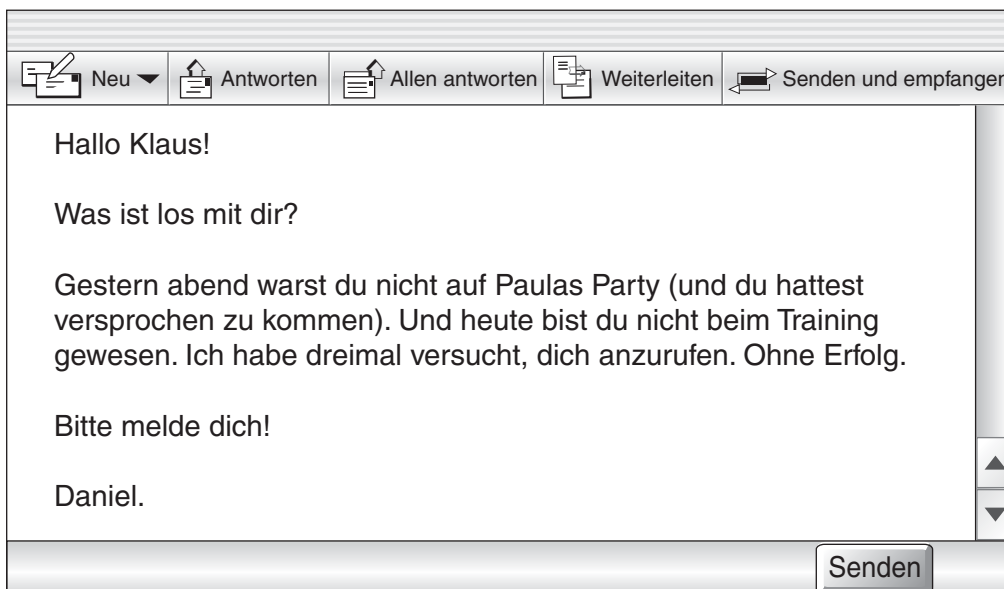 Neu Antworten Allen antworten Weiterleiten Senden und empfangen
Hallo Klaus!
Was ist los mit dir?
Gestern abend warst du nicht auf Paulas Party (und du hattest
versprochen zu kommen). Und heute bist du nicht beim Training
gewesen. Ich habe dreimal versucht, dich anzurufen. Ohne Erfolg.
Bitte melde dich!
Daniel.
Senden